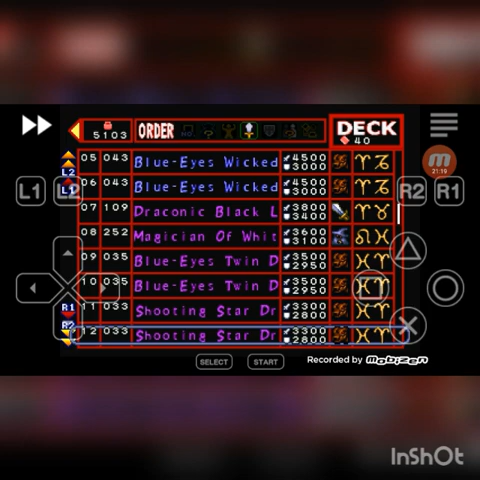 5103 ORDER NO DECK 40
05 043 Blue-Eyes Wicked 4500 3000
06 043 Blue-Eyes Wicked 4500 3000
07 109 Draconic Black L 3800 3400
08 252 Magician Of Whit 3600 3100
09 035 Blue-Eyes Twin D 3500 2950
10 035 Blue-Eyes Twin D 3500 2950
11 033 Shooting Star Dr 3300 2800
12 033 Shooting Star Dr 3300 2800
L2
L1
R1
R2
L1 L2 R2 R1
21:10
SELECT START
Recorded by Mobizen
InShOt